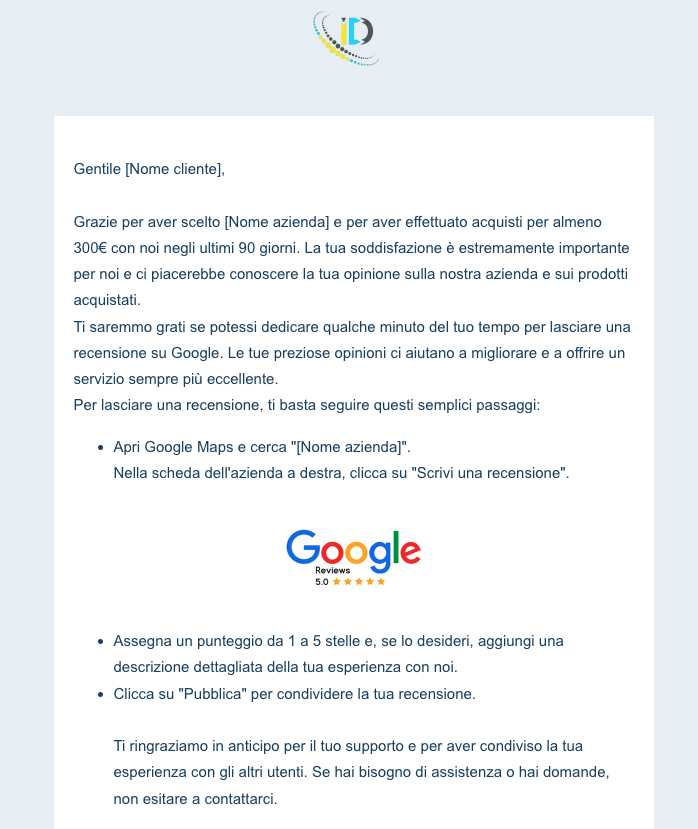 iD
Gentile [Nome cliente],
Grazie per aver scelto [Nome azienda] e per aver effettuato acquisti per almeno
300€ con noi negli ultimi 90 giorni. La tua soddisfazione è estremamente importante
per noi e ci piacerebbe conoscere la tua opinione sulla nostra azienda e sui prodotti
acquistati.
Ti saremmo grati se potessi dedicare qualche minuto del tuo tempo per lasciare una
recensione su Google. Le tue preziose opinioni ci aiutano a migliorare e a offrire un
servizio sempre più eccellente.
Per lasciare una recensione, ti basta seguire questi semplici passaggi:
• Apri Google Maps e cerca "[Nome azienda]".
Nella scheda dell'azienda a destra, clicca su "Scrivi una recensione".
Google
Reviews
5.0 ★★★★★
• Assegna un punteggio da 1 a 5 stelle e, se lo desideri, aggiungi una
descrizione dettagliata della tua esperienza con noi.
• Clicca su "Pubblica" per condividere la tua recensione.
Ti ringraziamo in anticipo per il tuo supporto e per aver condiviso la tua
esperienza con gli altri utenti. Se hai bisogno di assistenza o hai domande,
non esitare a contattarci.